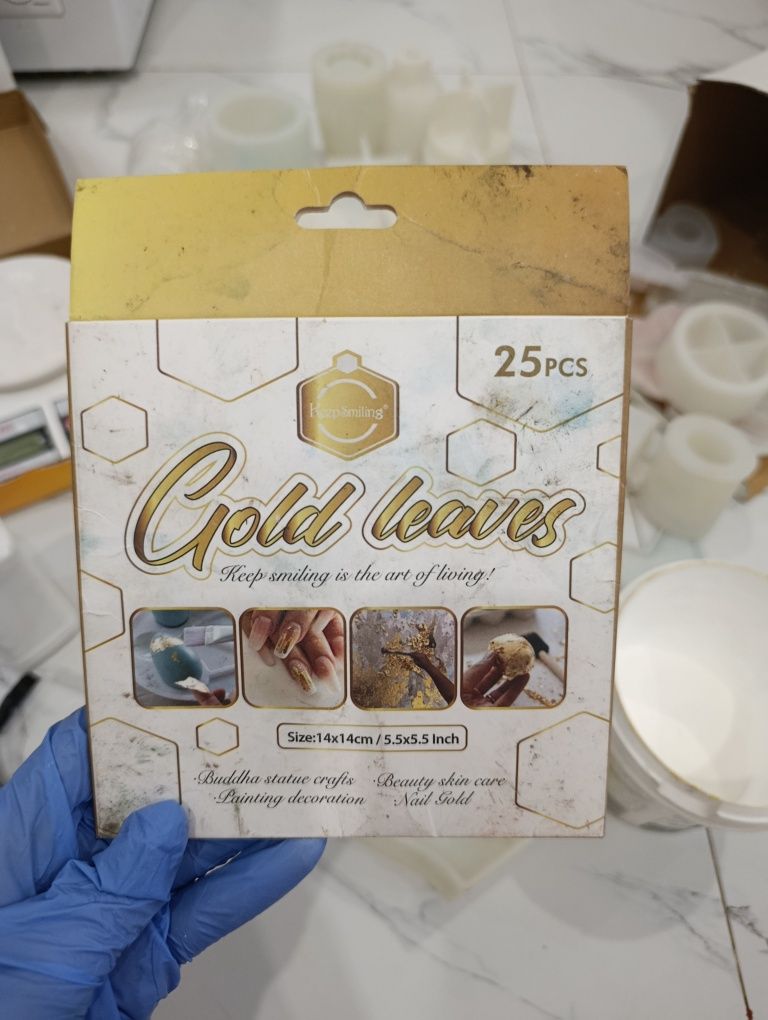 25PCS
KeepSmiling®
Gold leaves
Keep smiling is the art of living!
Size:14x14cm / 5.5x5.5 Inch
·Buddha statue crafts ·Beauty skin care
·Painting decoration ·Nail Gold